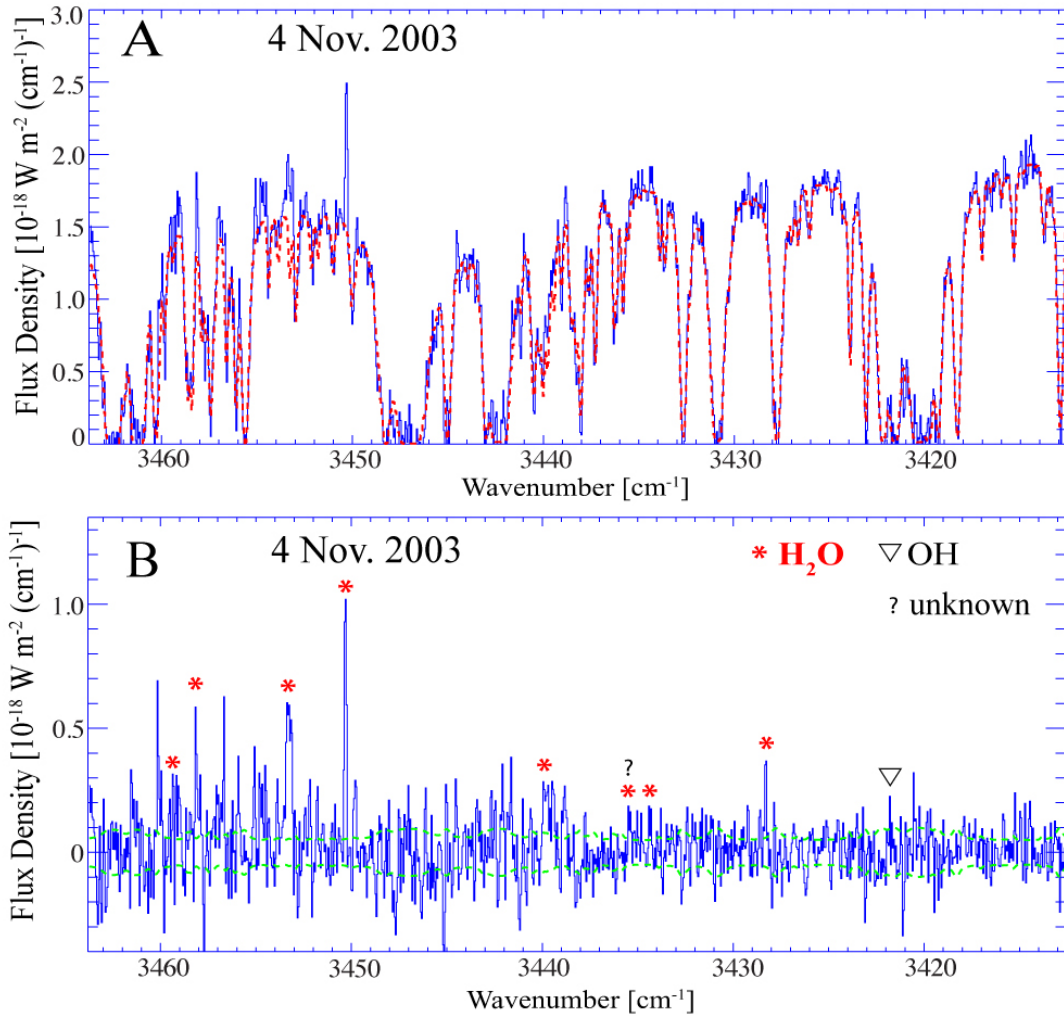 A
4 Nov. 2003
Flux Density [10⁻¹⁸ W m⁻² (cm⁻¹)⁻¹]
3.0
2.5
2.0
1.5
1.0
0.5
0
3460 3450 3440 3430 3420
Wavenumber [cm⁻¹]
B
4 Nov. 2003
* H₂O ▽ OH
? unknown
Flux Density [10⁻¹⁸ W m⁻² (cm⁻¹)⁻¹]
1.0
0.5
0
* * * * * ? * * * ▽
3460 3450 3440 3430 3420
Wavenumber [cm⁻¹]